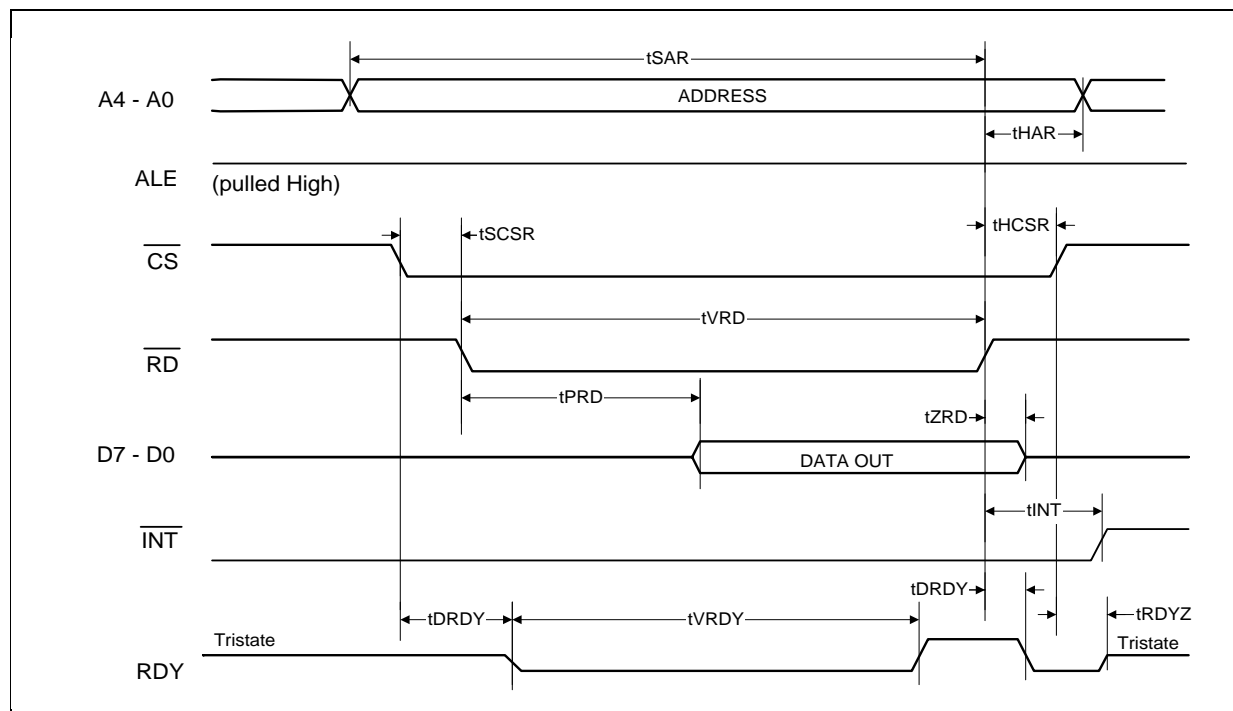 tSAR
A4 - A0
ADDRESS
tHAR
ALE
(pulled High)
tSCSR
tHCSR
CS
tVRD
RD
tPRD
tZRD
D7 - D0
DATA OUT
tINT
INT
tDRDY
tDRDY
tVRDY
tRDYZ
Tristate
Tristate
RDY